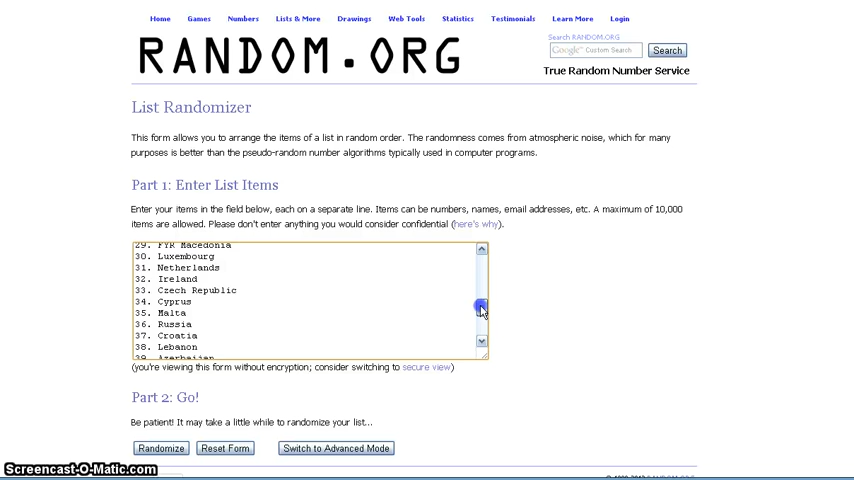 Home Games Numbers Lists & More Drawings Web Tools Statistics Testimonials Learn More Login
RANDOM.ORG
Search RANDOM.ORG
Google™ Custom Search Search
True Random Number Service
List Randomizer
This form allows you to arrange the items of a list in random order. The randomness comes from atmospheric noise, which for many
purposes is better than the pseudo-random number algorithms typically used in computer programs.
Part 1: Enter List Items
Enter your items in the field below, each on a separate line. Items can be numbers, names, email addresses, etc. A maximum of 10,000
items are allowed. Please don't enter anything you would consider confidential (here's why).
29. FYR Macedonia
30. Luxembourg
31. Netherlands
32. Ireland
33. Czech Republic
34. Cyprus
35. Malta
36. Russia
37. Croatia
38. Lebanon
39. Azerbaijan
(you're viewing this form without encryption; consider switching to secure view)
Part 2: Go!
Be patient! It may take a little while to randomize your list...
Randomize Reset Form Switch to Advanced Mode
Screencast-O-Matic.com